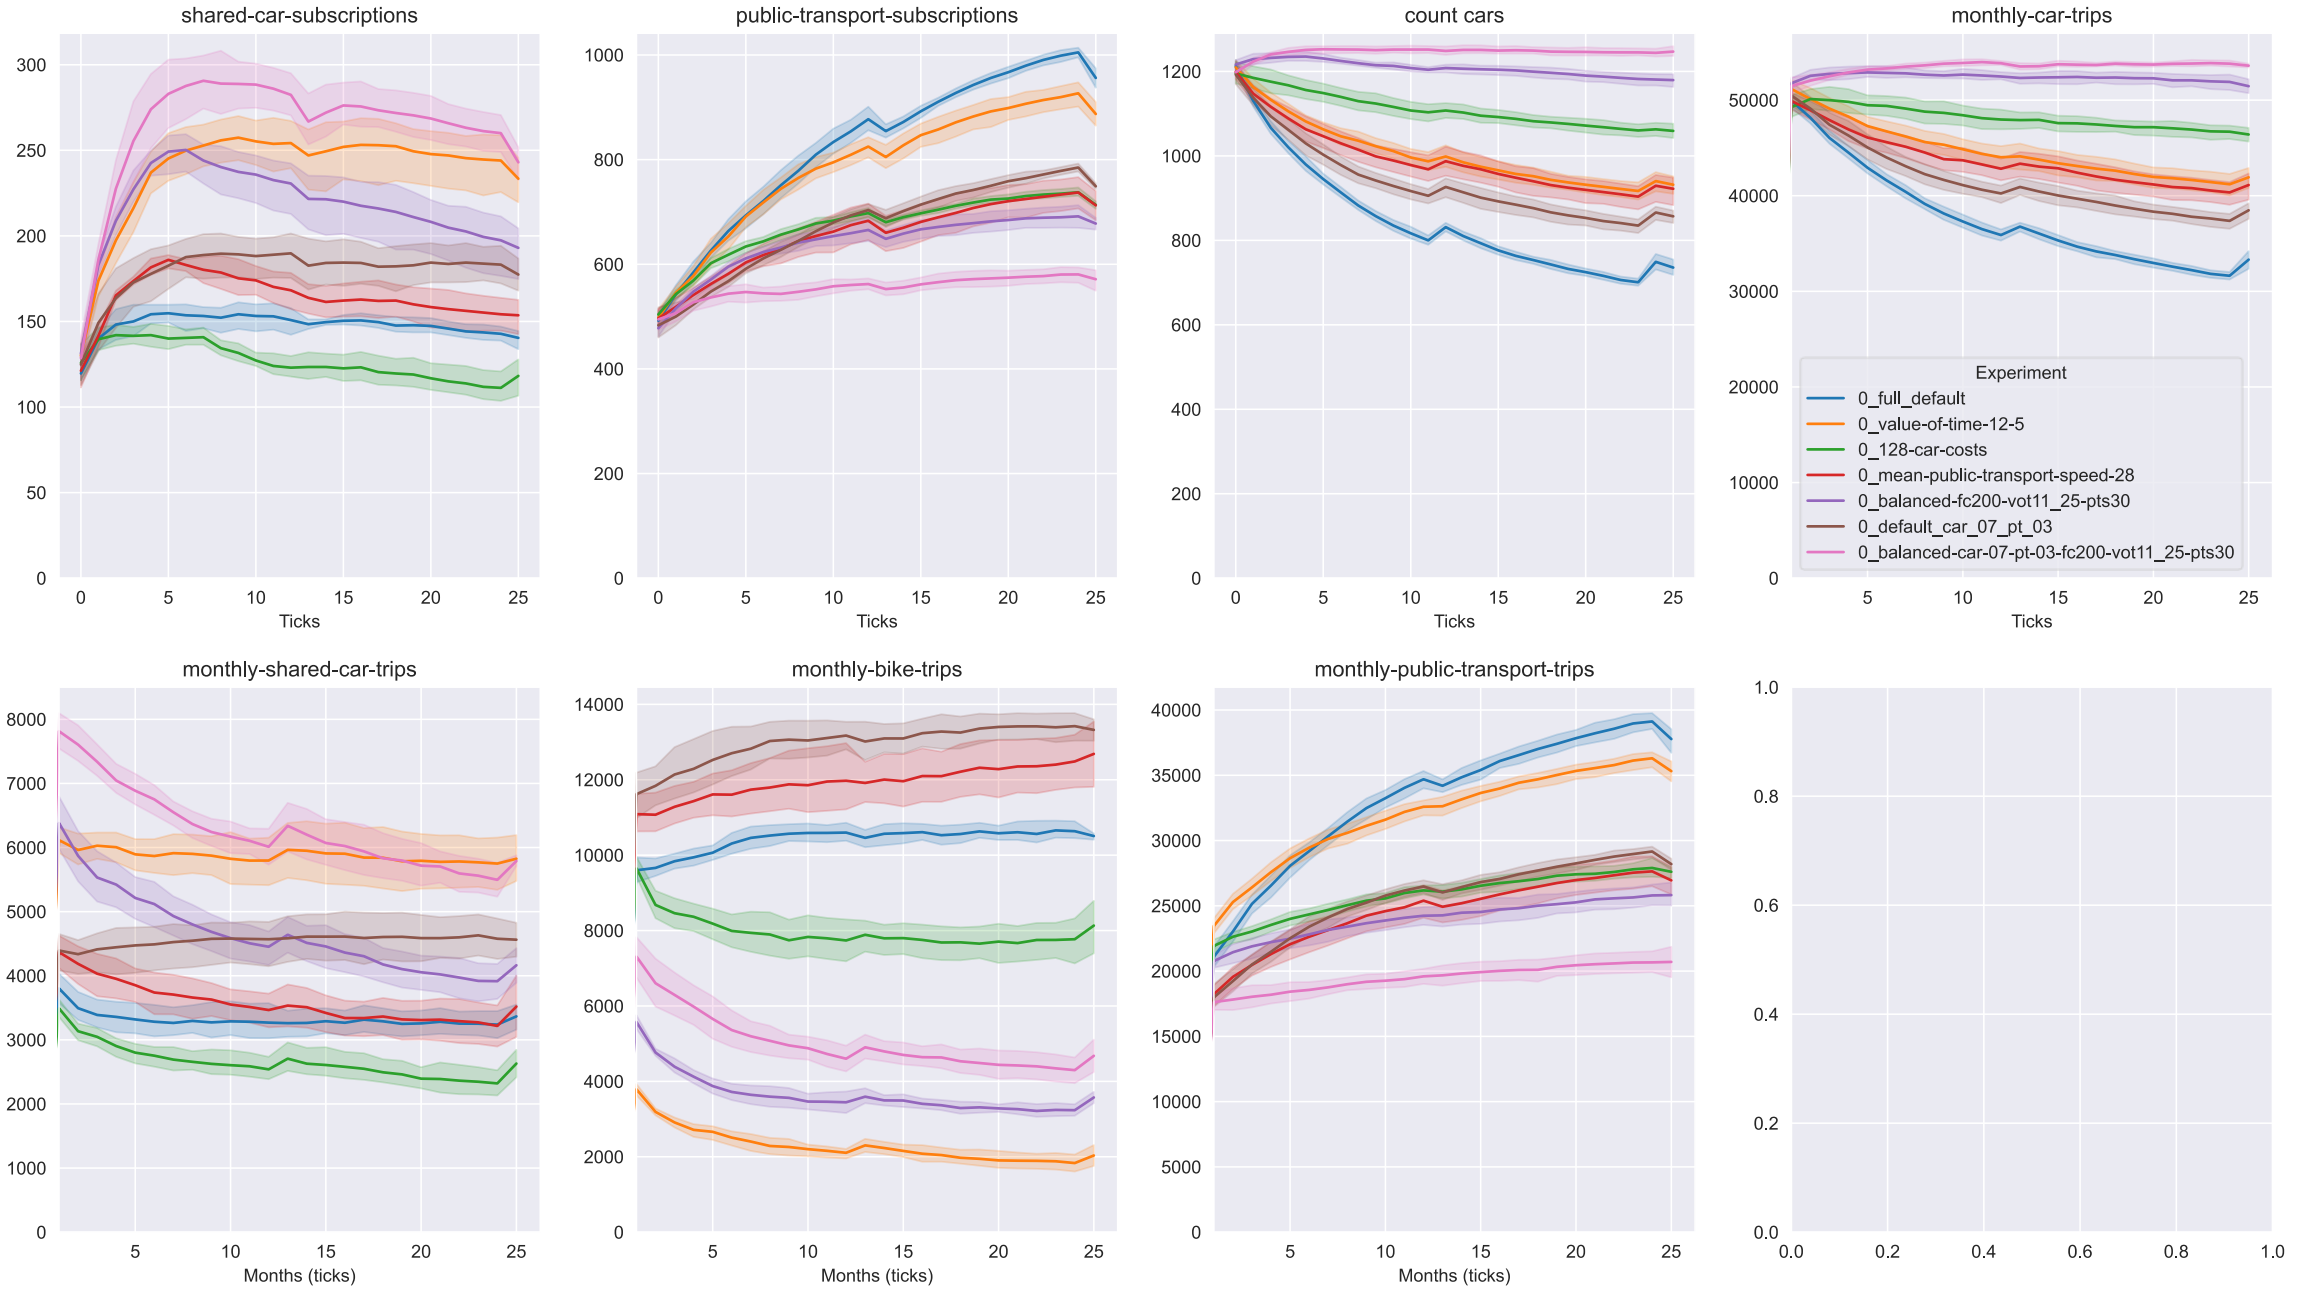 shared-car-subscriptions
300
250
200
150
100
50
0
0 5 10 15 20 25
Ticks
public-transport-subscriptions
1000
800
600
400
200
0
0 5 10 15 20 25
Ticks
count cars
1200
1000
800
600
400
200
0
0 5 10 15 20 25
Ticks
monthly-car-trips
50000
40000
30000
20000
10000
0
Experiment
0_full_default
0_value-of-time-12-5
0_128-car-costs
0_mean-public-transport-speed-28
0_balanced-fc200-vot11_25-pts30
0_default_car_07_pt_03
0_balanced-car-07-pt-03-fc200-vot11_25-pts30
5 10 15 20 25
Ticks
monthly-shared-car-trips
8000
7000
6000
5000
4000
3000
2000
1000
0
5 10 15 20 25
Months (ticks)
monthly-bike-trips
14000
12000
10000
8000
6000
4000
2000
0
5 10 15 20 25
Months (ticks)
monthly-public-transport-trips
40000
35000
30000
25000
20000
15000
10000
5000
0
5 10 15 20 25
Months (ticks)
1.0
0.8
0.6
0.4
0.2
0.0
0.0 0.2 0.4 0.6 0.8 1.0